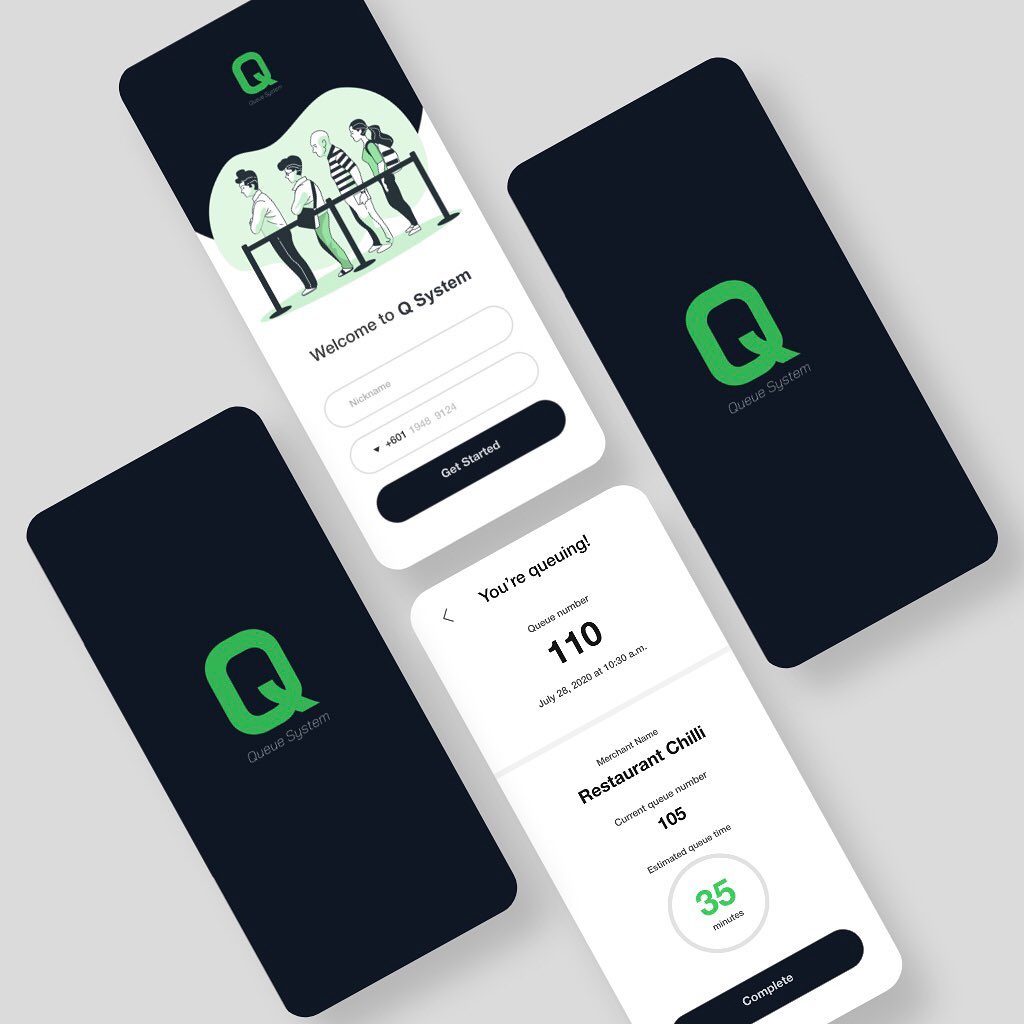 Q
Queue System
Welcome to Q System
Nickname
+601 1948 9124
Get Started
Q
Queue System
Q
Queue System
You're queuing!
Queue number
110
July 28, 2020 at 10:30 a.m.
Merchant Name
Restaurant Chilli
Current queue number
105
Estimated queue time
35
minutes
Complete